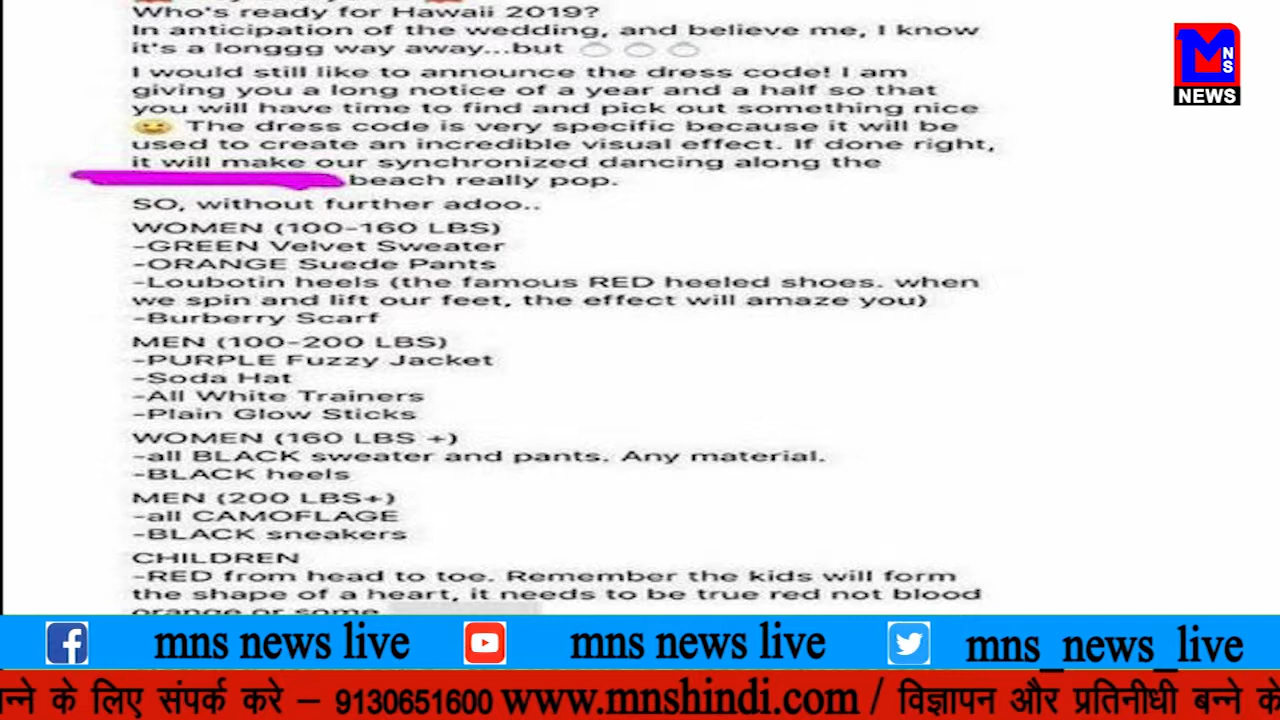 Who's ready for Hawaii 2019?
In anticipation of the wedding, and believe me, I know
it's a longgg way away...but
I would still like to announce the dress code! I am
giving you a long notice of a year and a half so that
you will have time to find and pick out something nice
The dress code is very specific because it will be
used to create an incredible visual effect. If done right,
it will make our synchronized dancing along the
beach really pop.
SO, without further adoo..
WOMEN (100-160 LBS)
-GREEN Velvet Sweater
-ORANGE Suede Pants
-Loubotin heels (the famous RED heeled shoes. when
we spin and lift our feet, the effect will amaze you)
-Burberry Scarf
MEN (100-200 LBS)
-PURPLE Fuzzy Jacket
-Soda Hat
-All White Trainers
-Plain Glow Sticks
WOMEN (160 LBS +)
-all BLACK sweater and pants. Any material.
-BLACK heels
MEN (200 LBS+)
-all CAMOFLAGE
-BLACK sneakers
CHILDREN
-RED from head to toe. Remember the kids will form
the shape of a heart, it needs to be true red not blood
orange or some
MNS
NEWS
mns news live
mns news live
mns_news_live
न्ने के लिए संपर्क करे – 9130651600 www.mnshindi.com / विज्ञापन और प्रतिनीधी बन्ने के